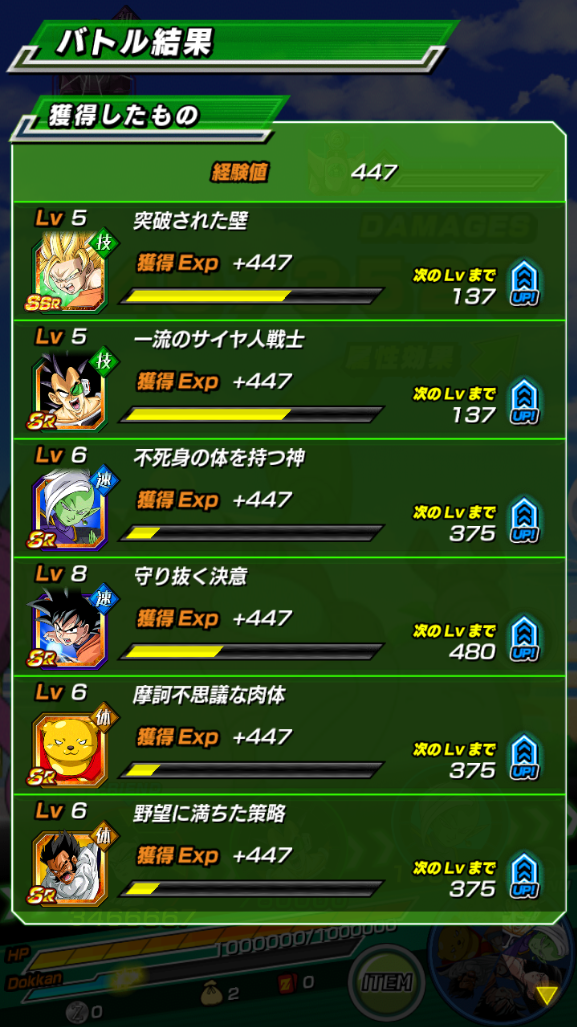 バトル結果
獲得したもの
経験値 447
Lv 5 突破された壁
技
獲得 Exp +447
次のLvまで
SSR 137 UP!
Lv 5 一流のサイヤ人戦士
技
獲得 Exp +447
次のLvまで
SR 137 UP!
Lv 6 不死身の体を持つ神
速
獲得 Exp +447
次のLvまで
SR 375 UP!
Lv 8 守り抜く決意
速
獲得 Exp +447
次のLvまで
SR 480 UP!
Lv 6 摩訶不思議な肉体
体
獲得 Exp +447
次のLvまで
SR 375 UP!
Lv 6 野望に満ちた策略
体
獲得 Exp +447
次のLvまで
SR 375 UP!
HP 1000000/1000000
Dokkan
Z 0 2 Z 0 ITEM